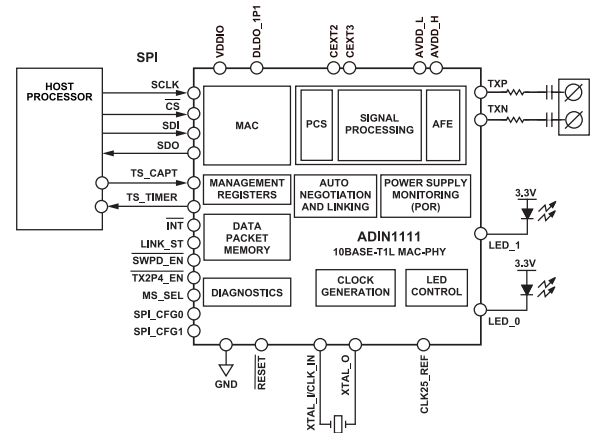 SPI
VDDIO
DLDO_1P1
CEXT2
CEXT3
AVDD_L
AVDD_H
HOST
PROCESSOR
SCLK
CS
SDI
SDO
TS_CAPT
TS_TIMER
INT
LINK_ST
SWPD_EN
TX2P4_EN
MS_SEL
SPI_CFG0
SPI_CFG1
MAC
PCS
SIGNAL
PROCESSING
AFE
MANAGEMENT
REGISTERS
AUTO
NEGOTIATION
AND LINKING
POWER SUPPLY
MONITORING
(POR)
DATA
PACKET
MEMORY
ADIN1111
10BASE-T1L MAC-PHY
DIAGNOSTICS
CLOCK
GENERATION
LED
CONTROL
TXP
TXN
3.3V
LED_1
3.3V
LED_0
GND
RESET
XTAL_I/CLK_IN
XTAL_O
CLK25_REF